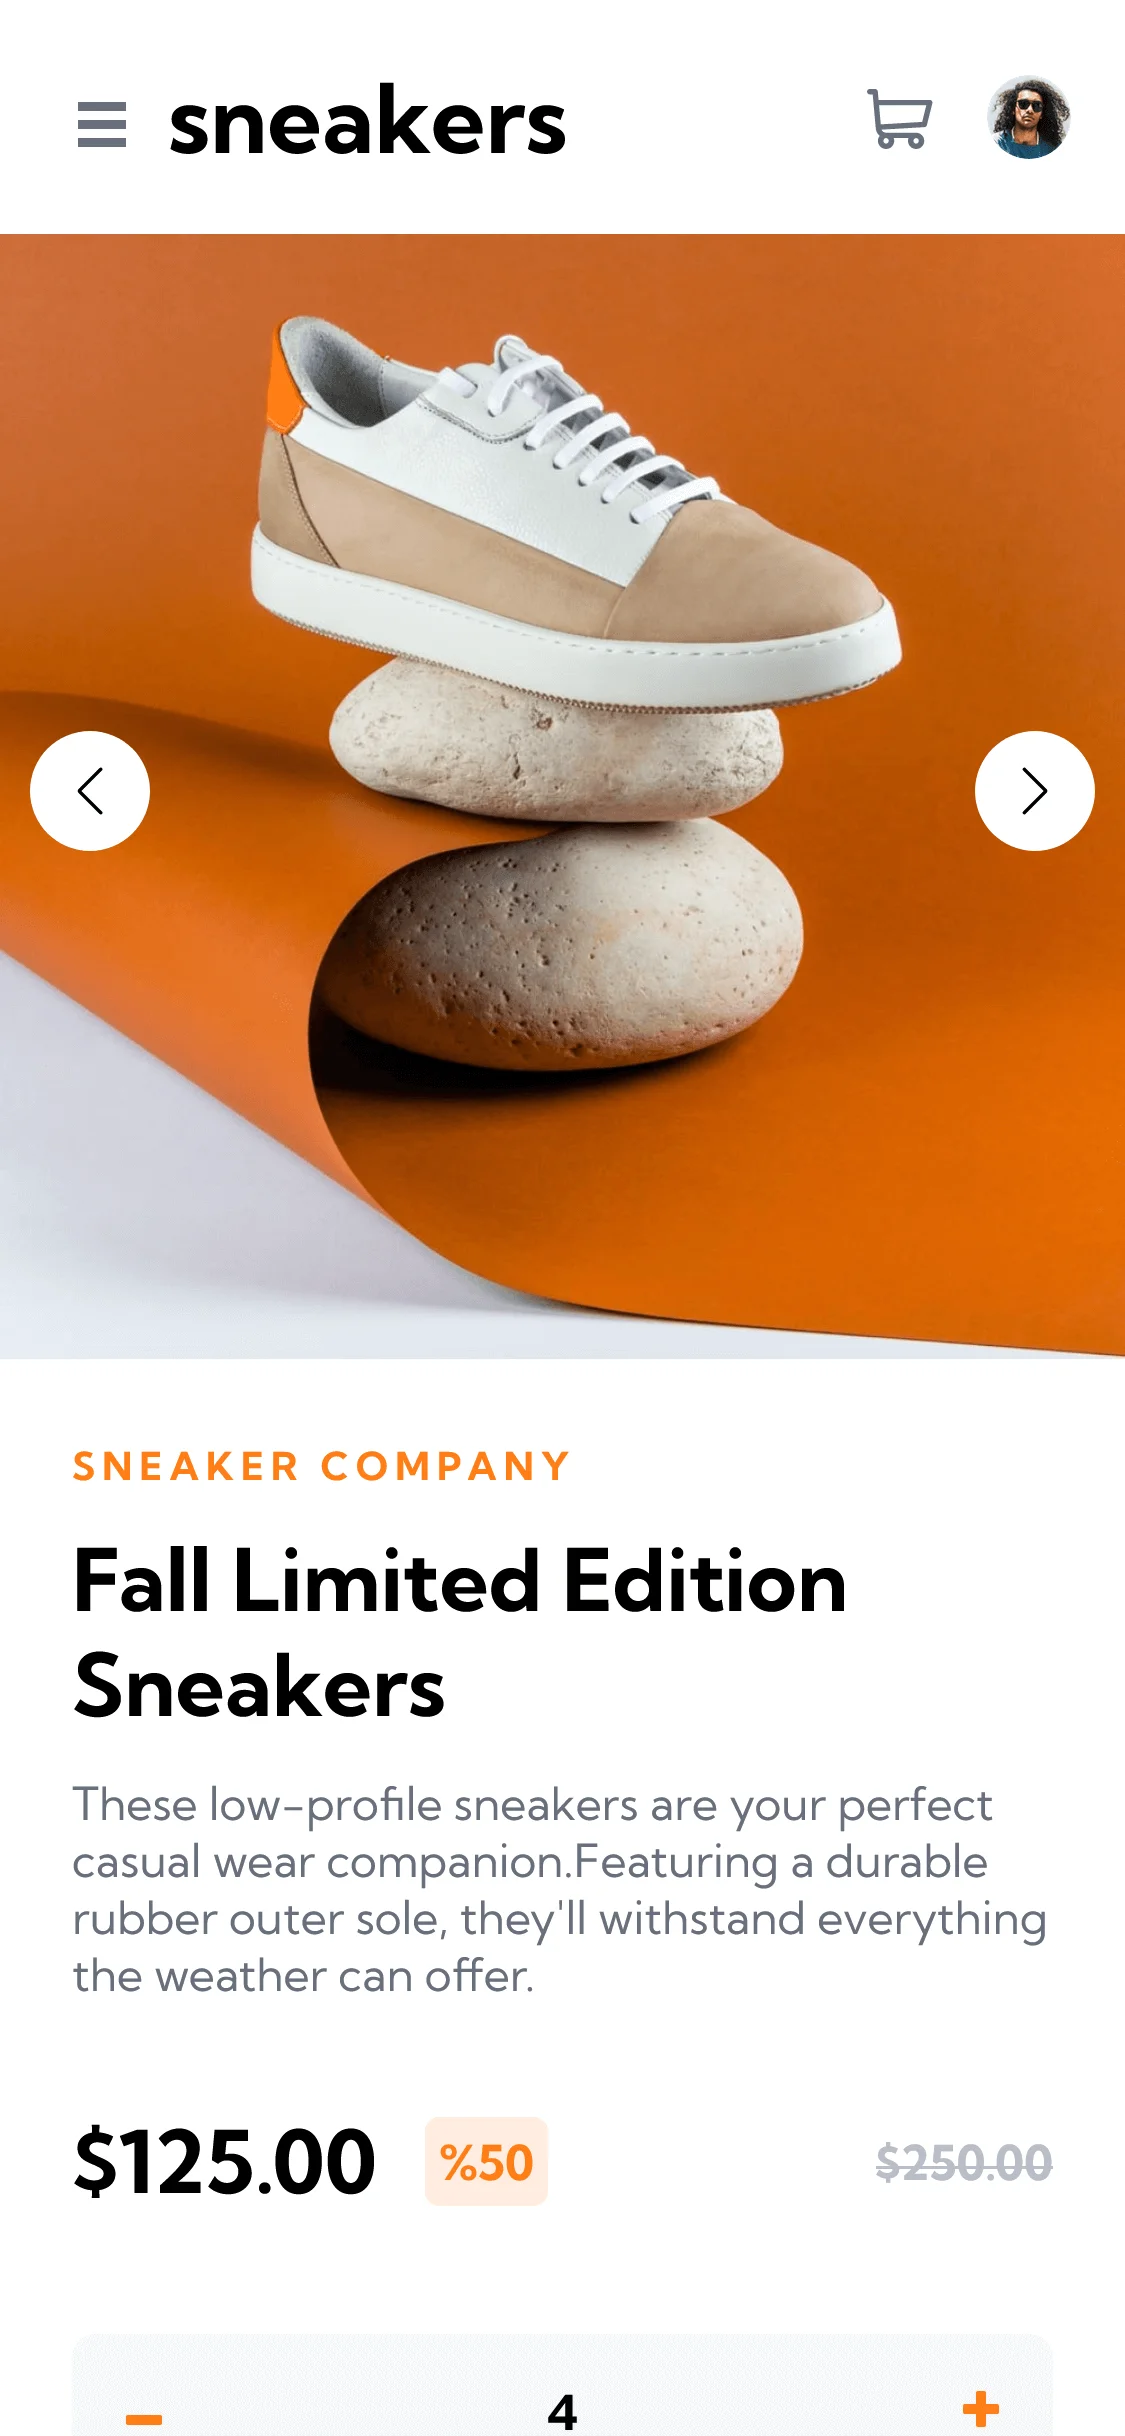 sneakers
SNEAKER COMPANY
Fall Limited Edition
Sneakers
These low-profile sneakers are your perfect
casual wear companion.Featuring a durable
rubber outer sole, they'll withstand everything
the weather can offer.
$125.00 %50 $250.00
4